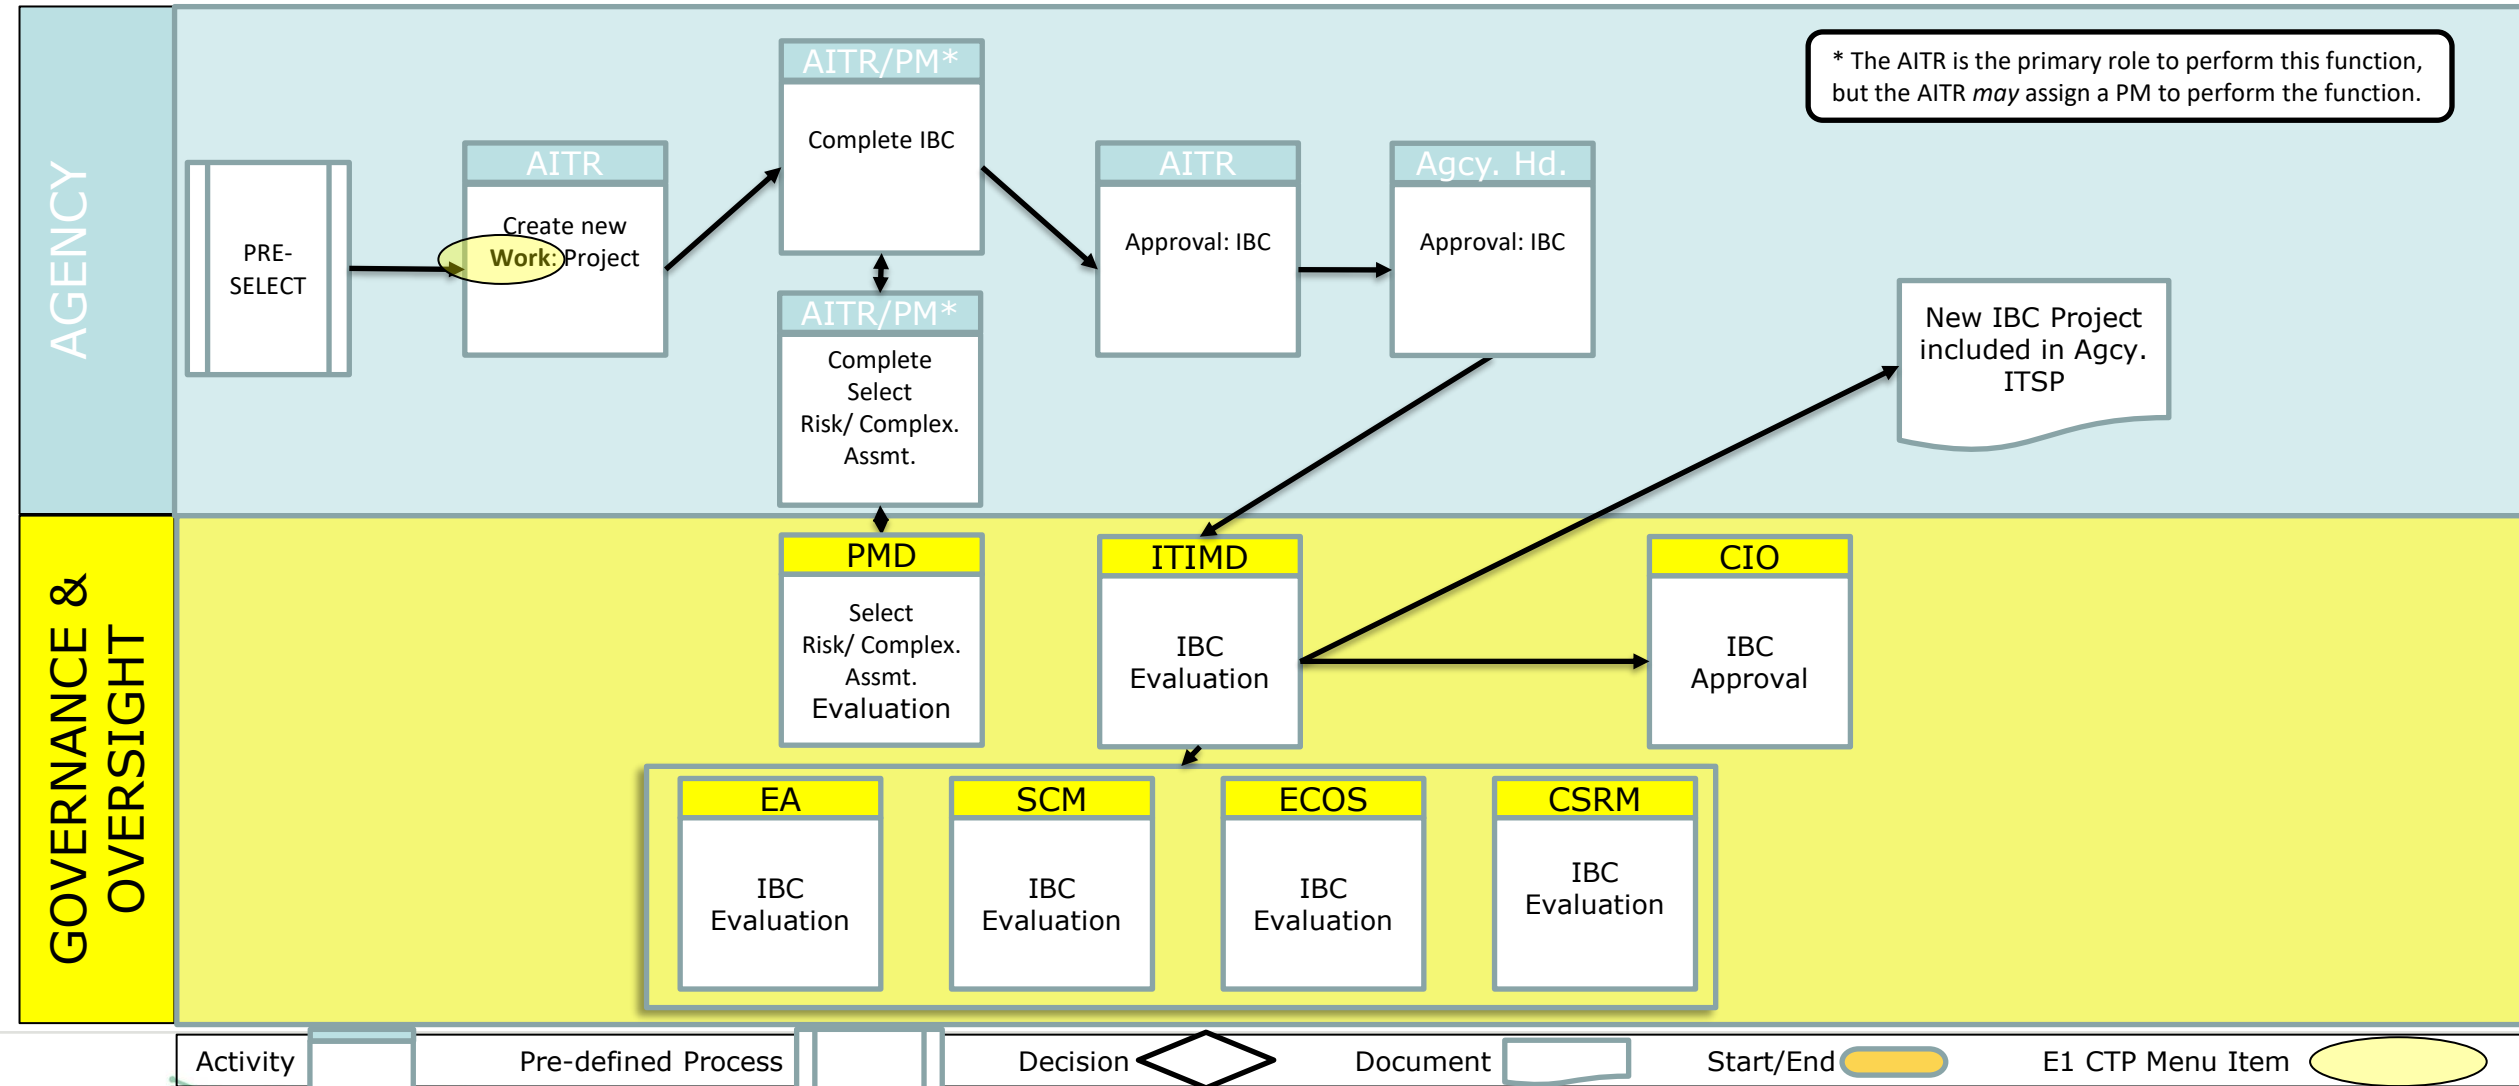 AGENCY
AITR/PM*
Complete IBC
* The AITR is the primary role to perform this function,
but the AITR may assign a PM to perform the function.
PRE-
SELECT
AITR
Create new
Work: Project
AITR
Approval: IBC
Agcy. Hd.
Approval: IBC
AITR/PM*
Complete
Select
Risk/ Complex.
Assmt.
New IBC Project
included in Agcy.
ITSP
GOVERNANCE &
OVERSIGHT
PMD
Select
Risk/ Complex.
Assmt.
Evaluation
ITIMD
IBC
Evaluation
CIO
IBC
Approval
EA
IBC
Evaluation
SCM
IBC
Evaluation
ECOS
IBC
Evaluation
CSRM
IBC
Evaluation
Activity
Pre-defined Process
Decision
Document
Start/End
E1 CTP Menu Item